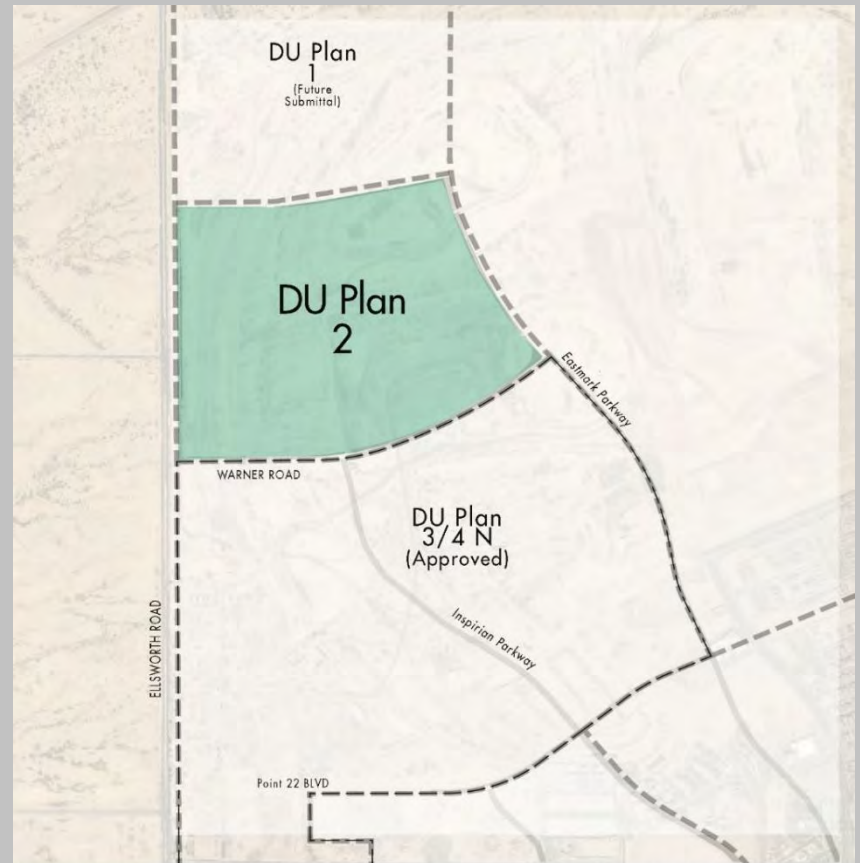 DU Plan
1
(Future
Submittal)
DU Plan
2
Eastmark Parkway
WARNER ROAD
DU Plan
3/4 N
(Approved)
Inspirian Parkway
ELLSWORTH ROAD
Point 22 BLVD